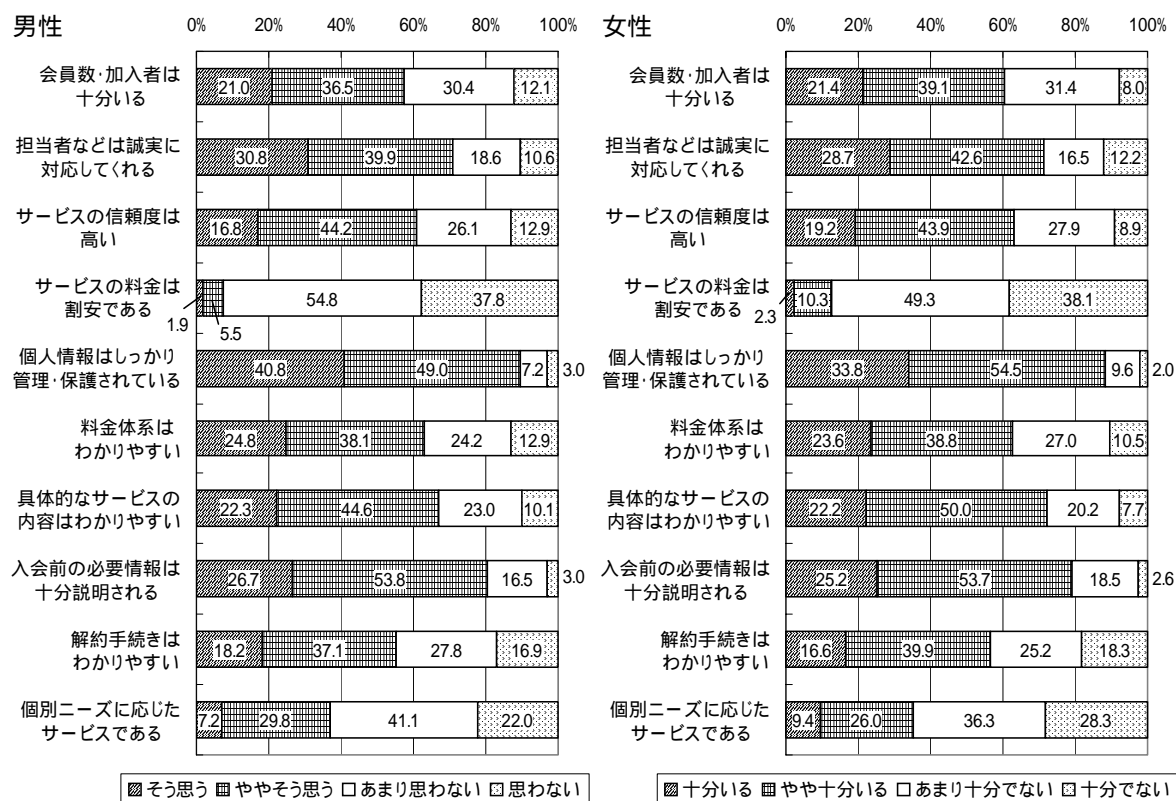 男性
0% 20% 40% 60% 80% 100%
会員数・加入者は
十分いる
21.0 36.5 30.4 12.1
担当者などは誠実に
対応してくれる
30.8 39.9 18.6 10.6
サービスの信頼度は
高い
16.8 44.2 26.1 12.9
サービスの料金は
割安である
1.9 5.5 54.8 37.8
個人情報はしっかり
管理・保護されている
40.8 49.0 7.2 3.0
料金体系は
わかりやすい
24.8 38.1 24.2 12.9
具体的なサービスの
内容はわかりやすい
22.3 44.6 23.0 10.1
入会前の必要情報は
十分説明される
26.7 53.8 16.5 3.0
解約手続きは
わかりやすい
18.2 37.1 27.8 16.9
個別ニーズに応じた
サービスである
7.2 29.8 41.1 22.0
そう思う ややそう思う あまり思わない 思わない
女性
0% 20% 40% 60% 80% 100%
会員数・加入者は
十分いる
21.4 39.1 31.4 8.0
担当者などは誠実に
対応してくれる
28.7 42.6 16.5 12.2
サービスの信頼度は
高い
19.2 43.9 27.9 8.9
サービスの料金は
割安である
2.3 10.3 49.3 38.1
個人情報はしっかり
管理・保護されている
33.8 54.5 9.6 2.0
料金体系は
わかりやすい
23.6 38.8 27.0 10.5
具体的なサービスの
内容はわかりやすい
22.2 50.0 20.2 7.7
入会前の必要情報は
十分説明される
25.2 53.7 18.5 2.6
解約手続きは
わかりやすい
16.6 39.9 25.2 18.3
個別ニーズに応じた
サービスである
9.4 26.0 36.3 28.3
十分いる やや十分いる あまり十分でない 十分でない